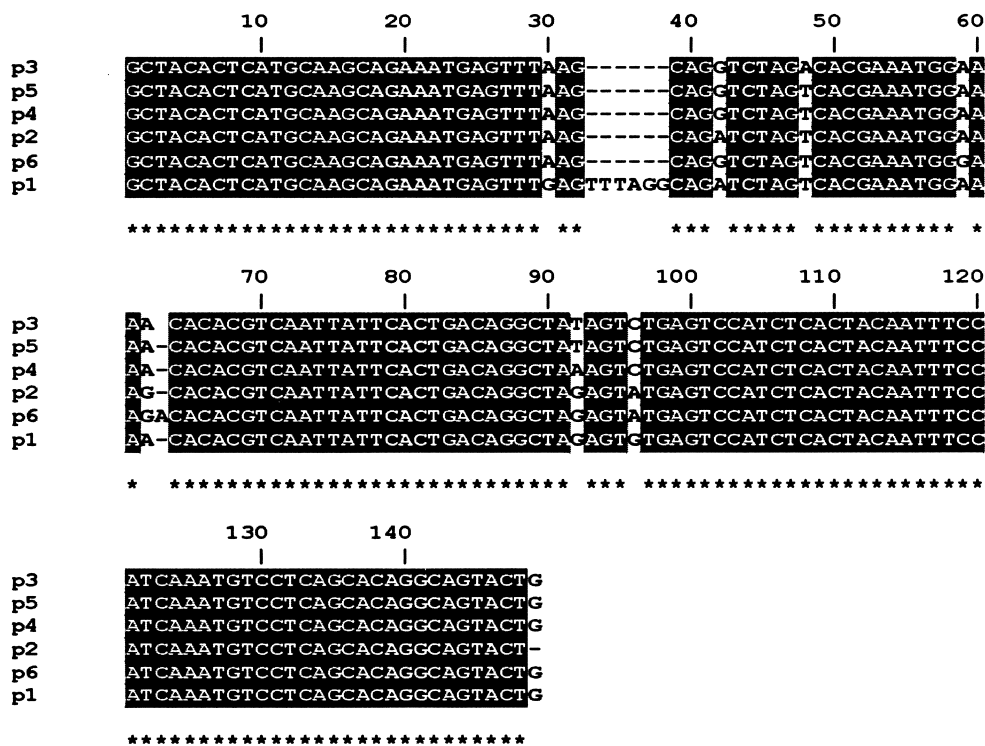 10 20 30 40 50 60
p3 GCTACACTCATGCAAGCAGAAATGAGTTTAAG------CAGGTCTAGACACGAAATGGAA
p5 GCTACACTCATGCAAGCAGAAATGAGTTTAAG------CAGGTCTAGTCACGAAATGGAA
p4 GCTACACTCATGCAAGCAGAAATGAGTTTAAG------CAGGTCTAGTCACGAAATGGAA
p2 GCTACACTCATGCAAGCAGAAATGAGTTTAAG------CAGATCTAGTCACGAAATGGAA
p6 GCTACACTCATGCAAGCAGAAATGAGTTTAAG------CAGGTCTAGTCACGAAATGGGA
p1 GCTACACTCATGCAAGCAGAAATGAGTTTGAGTTTAGGCAGATCTAGTCACGAAATGGAA
***************************** **      *** ***** ********** *
70 80 90 100 110 120
p3 AA CACACGTCAATTATTCACTGACAGGCTATAGTCTGAGTCCATCTCACTACAATTTCC
p5 AA-CACACGTCAATTATTCACTGACAGGCTATAGTCTGAGTCCATCTCACTACAATTTCC
p4 AA-CACACGTCAATTATTCACTGACAGGCTAAAGTCTGAGTCCATCTCACTACAATTTCC
p2 AG-CACACGTCAATTATTCACTGACAGGCTAGAGTATGAGTCCATCTCACTACAATTTCC
p6 AGACACACGTCAATTATTCACTGACAGGCTAGAGTATGAGTCCATCTCACTACAATTTCC
p1 AA-CACACGTCAATTATTCACTGACAGGCTAGAGTGTGAGTCCATCTCACTACAATTTCC
*  **************************** *** ************************
130 140
p3 ATCAAATGTCCTCAGCACAGGCAGTACTG
p5 ATCAAATGTCCTCAGCACAGGCAGTACTG
p4 ATCAAATGTCCTCAGCACAGGCAGTACTG
p2 ATCAAATGTCCTCAGCACAGGCAGTACT-
p6 ATCAAATGTCCTCAGCACAGGCAGTACTG
p1 ATCAAATGTCCTCAGCACAGGCAGTACTG
****************************